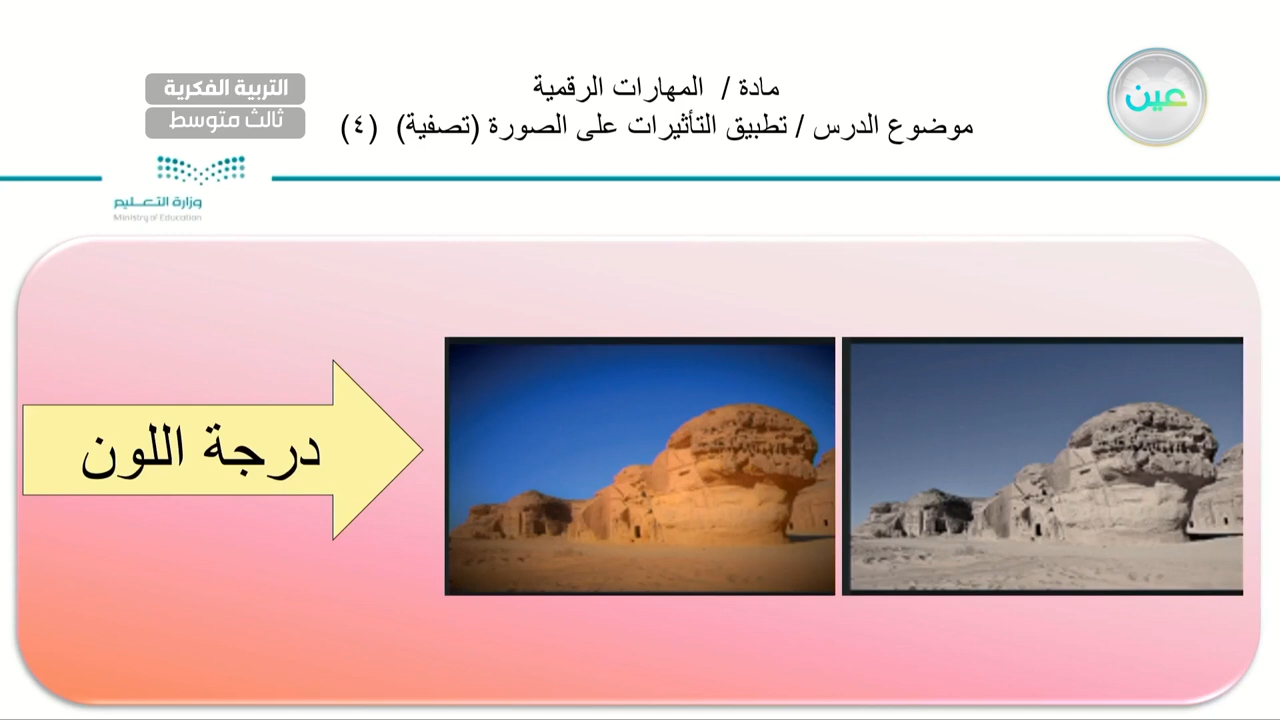 عين
مادة / المهارات الرقمية
موضوع الدرس / تطبيق التأثيرات على الصورة (تصفية) (٤)
التربية الفكرية
ثالث متوسط
وزارة التعليم
Ministry of Education
درجة اللون